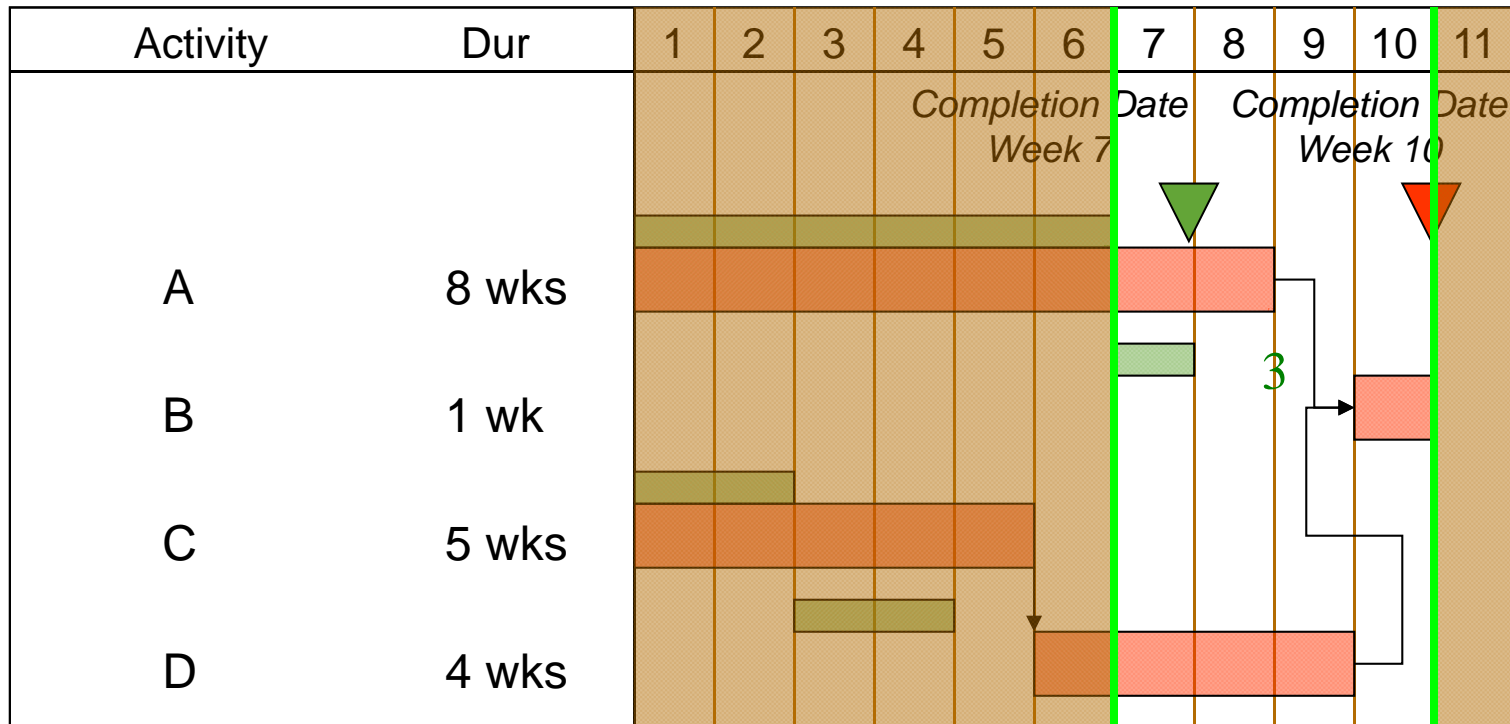 Activity Dur 1 2 3 4 5 6 7 8 9 10 11
Completion Date Completion Date
Week 7 Week 10
A 8 wks
3
B 1 wk
C 5 wks
D 4 wks